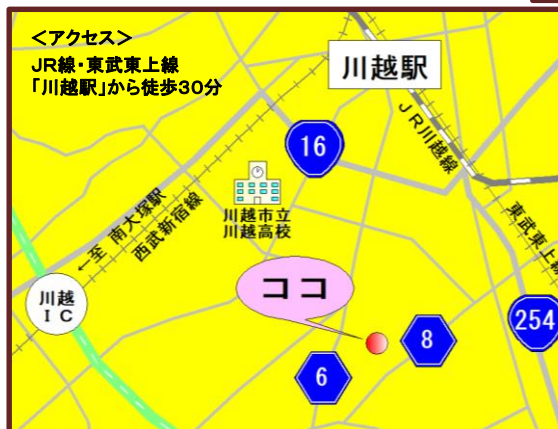 ＜アクセス＞
JR線・東武東上線
「川越駅」から徒歩30分
川越駅
16
JR川越線
川越市立
川越高校
←至 南大塚駅
西武新宿線
東武東上線
川越
IC
ココ
254
8
6